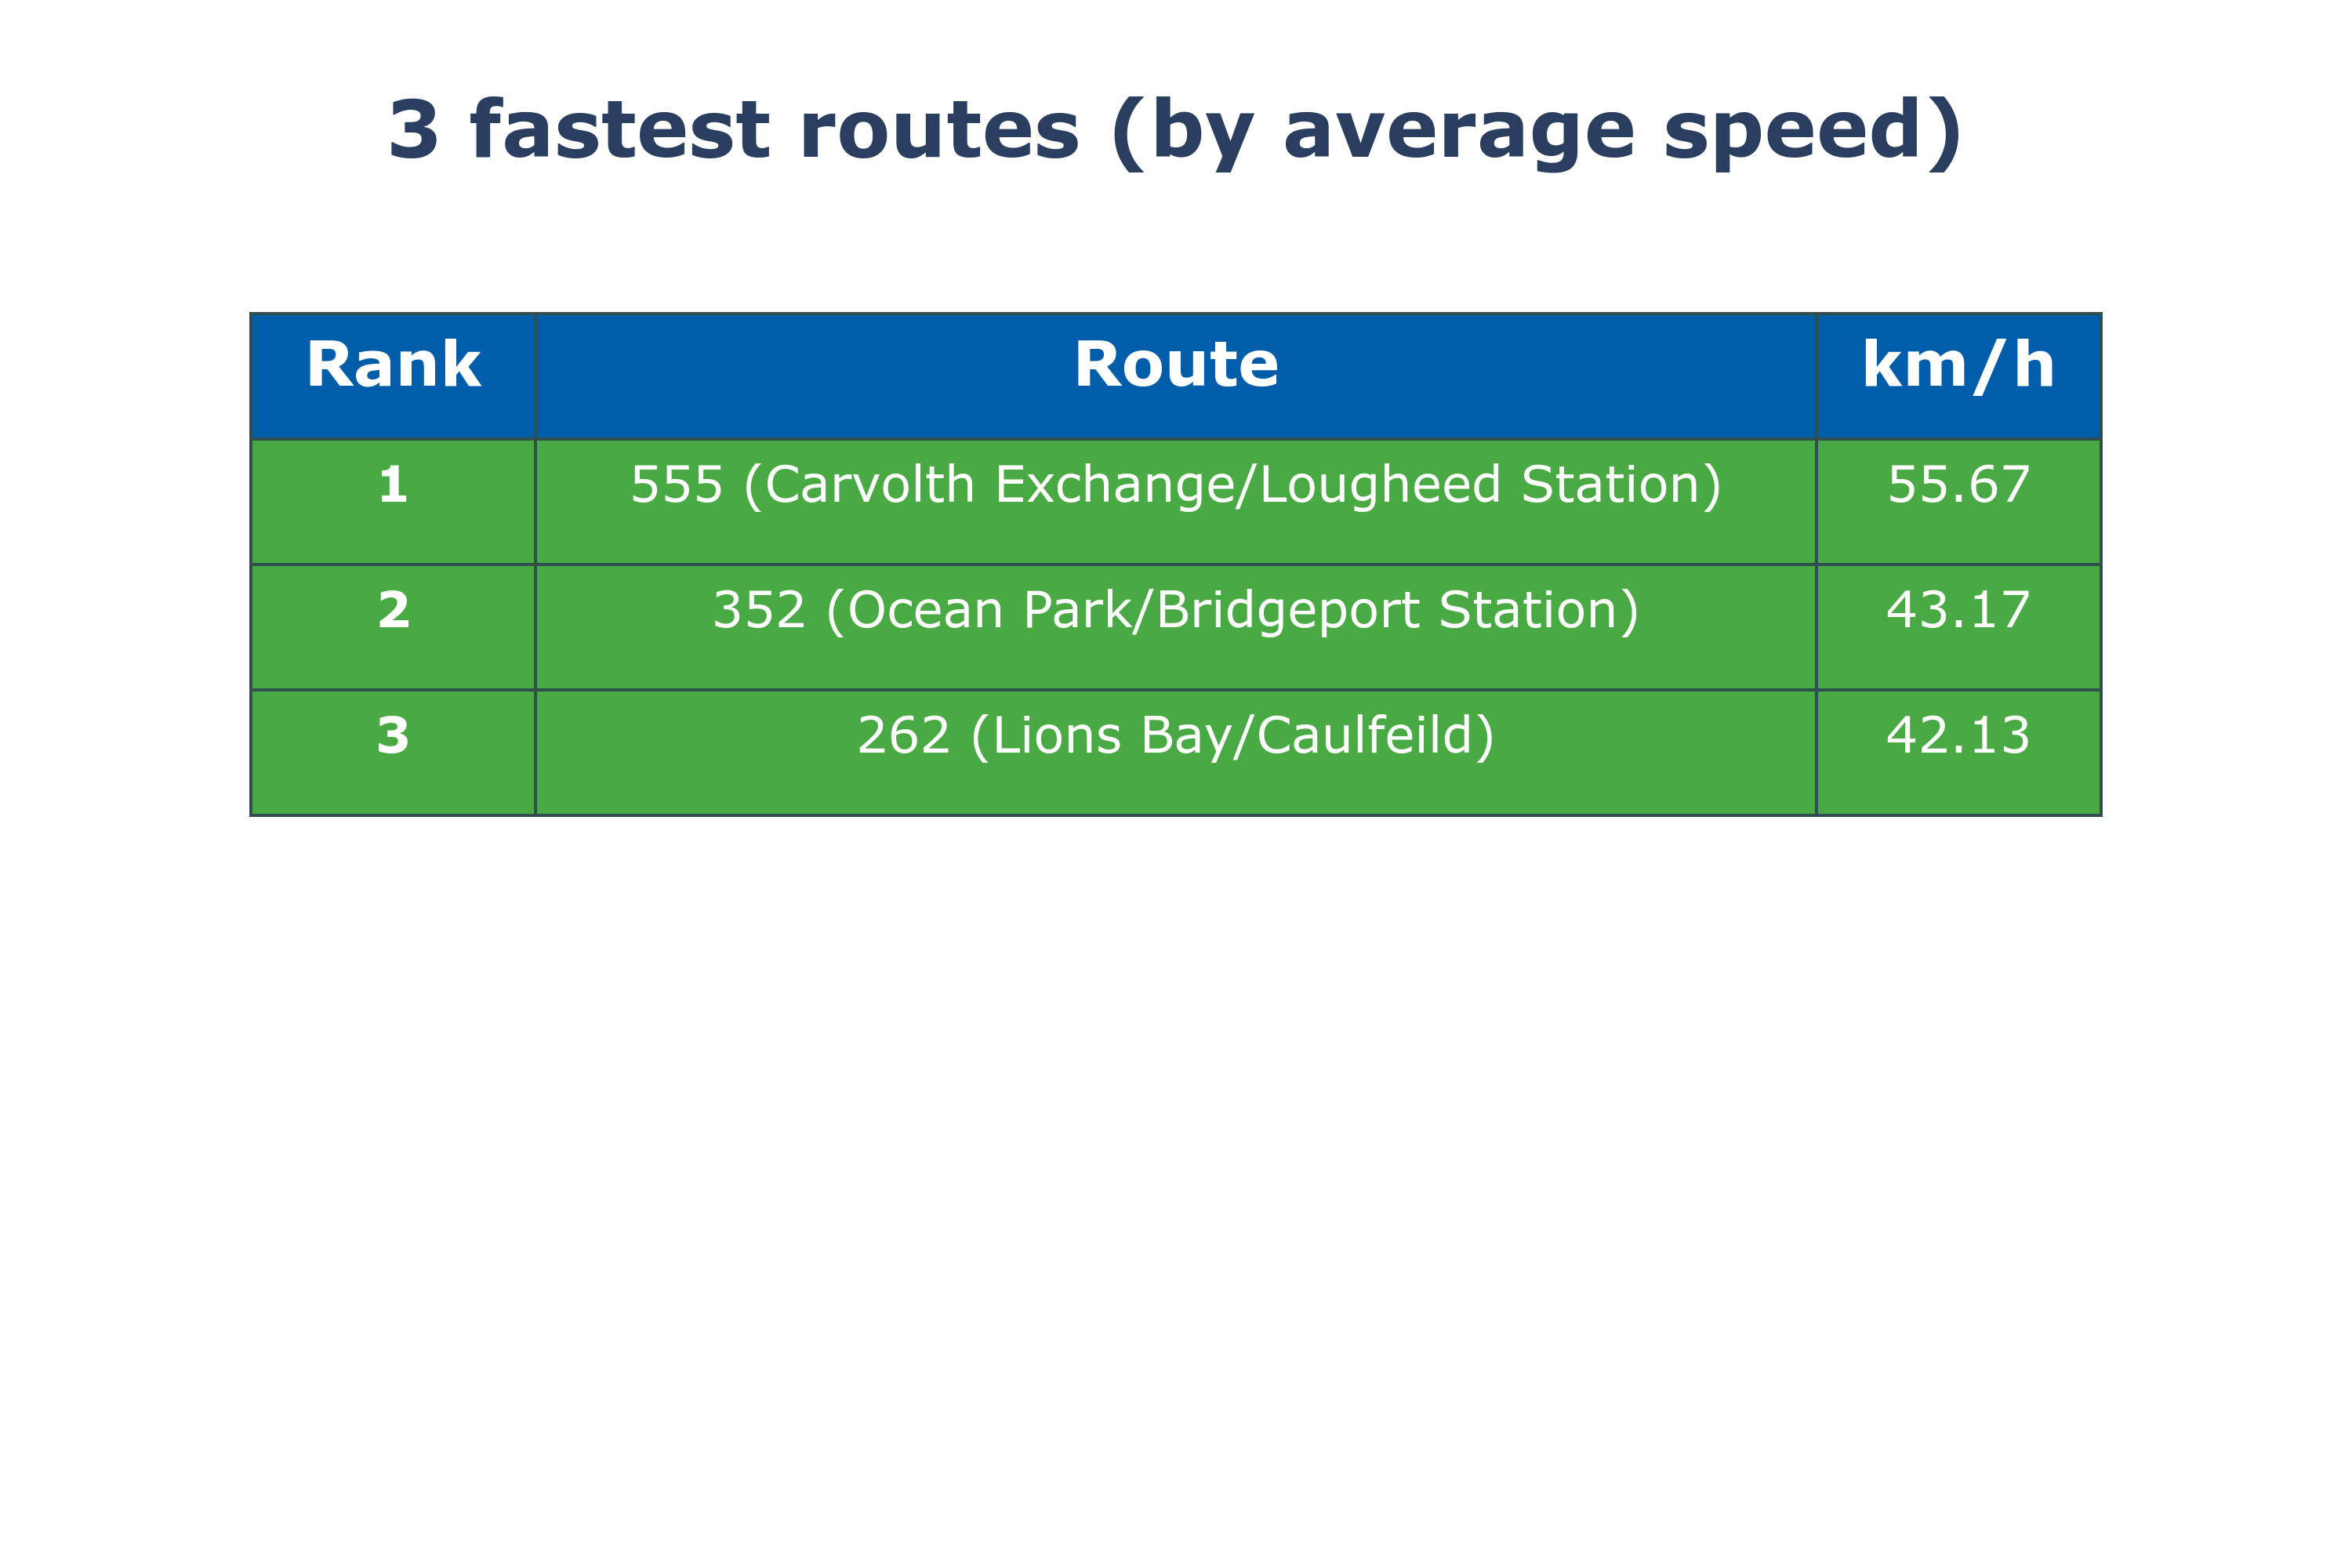 3 fastest routes (by average speed)
Rank Route km/h
1 555 (Carvolth Exchange/Lougheed Station) 55.67
2 352 (Ocean Park/Bridgeport Station) 43.17
3 262 (Lions Bay/Caulfeild) 42.13